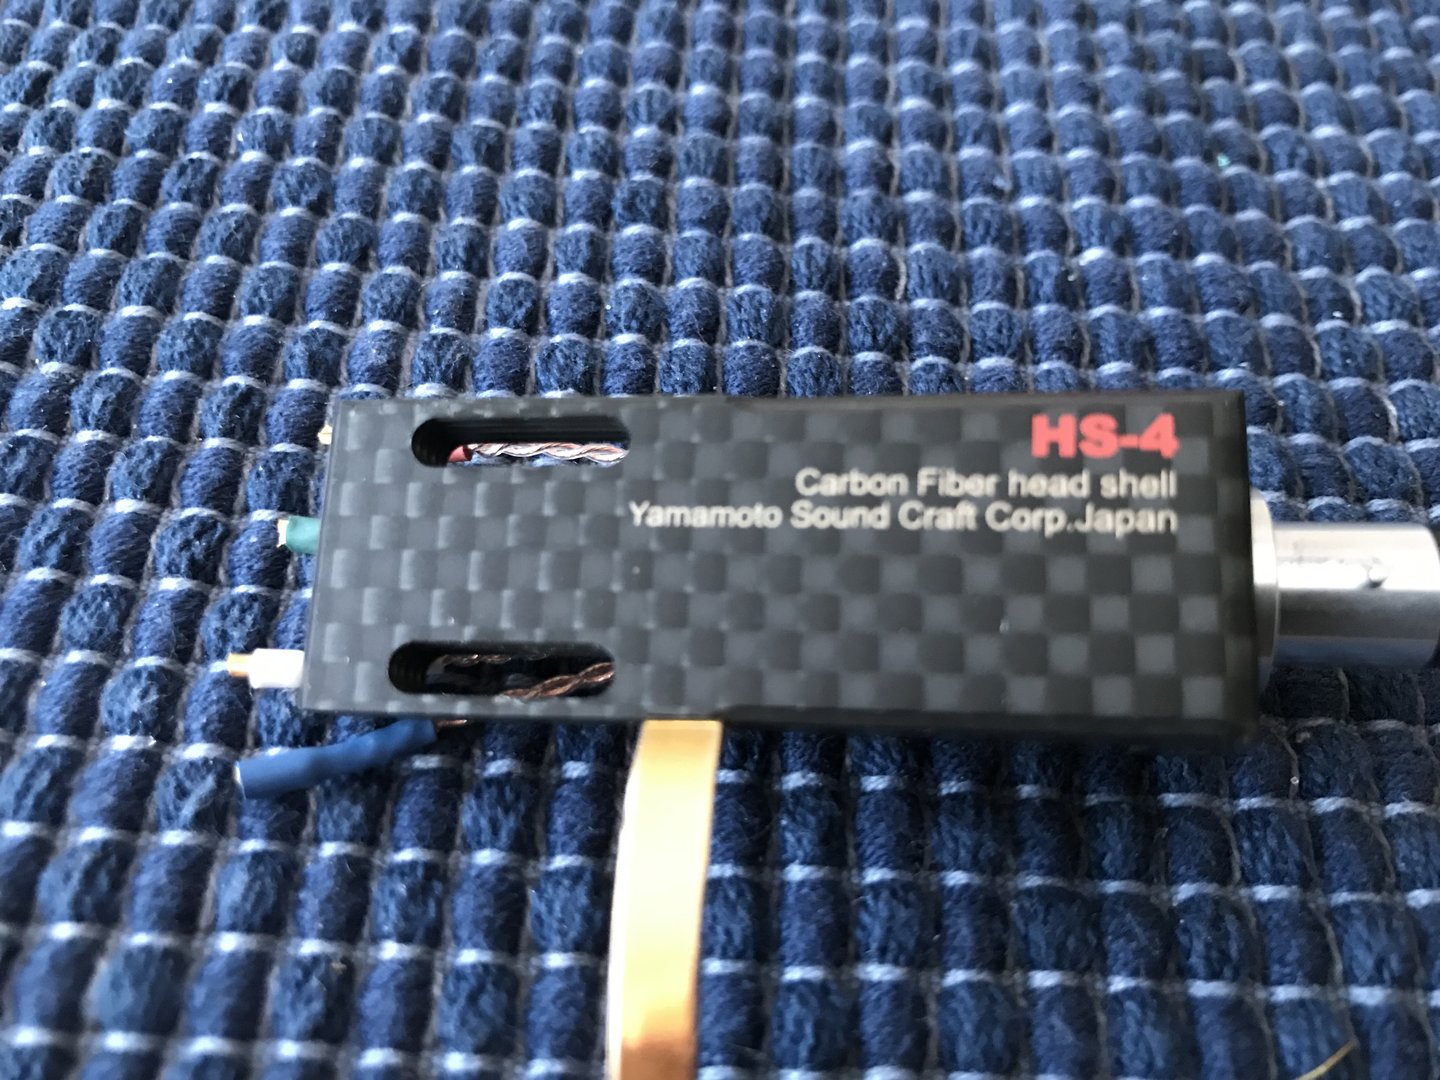 HS-4
Carbon Fiber head shell
Yamamoto Sound Craft Corp.Japan